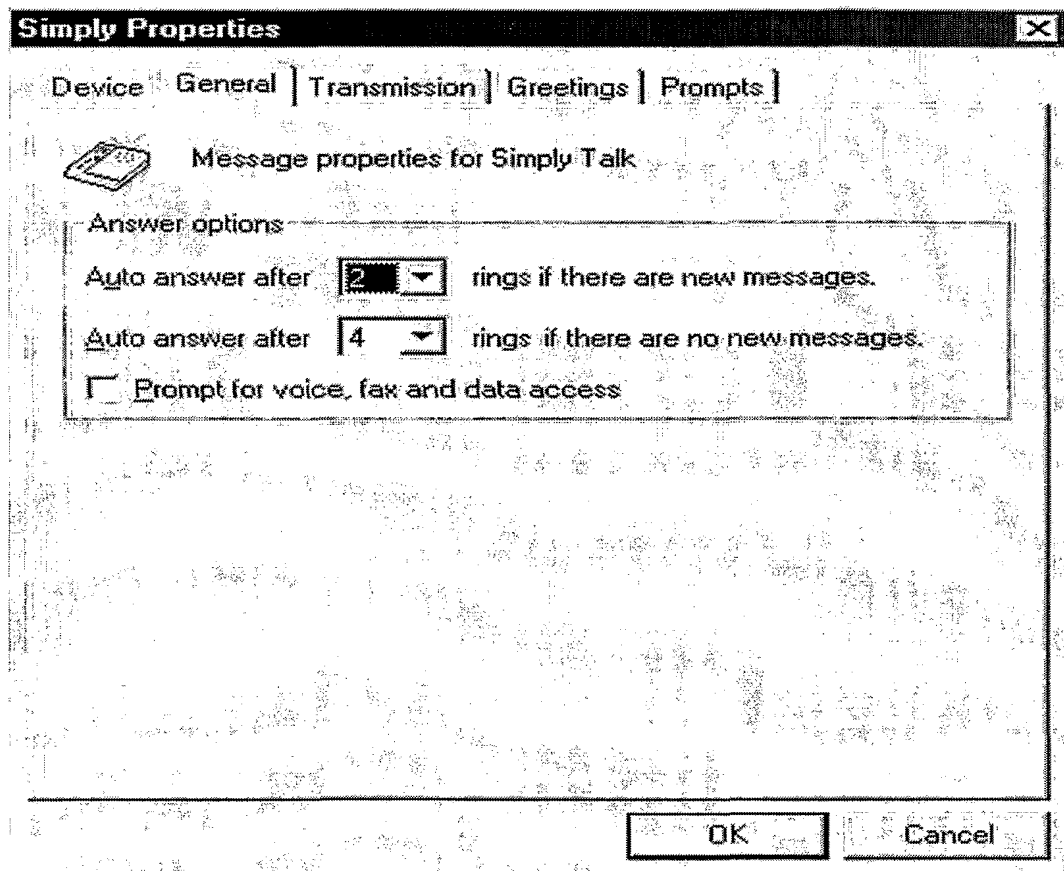 Simply Properties
Device General Transmission Greetings Prompts
Message properties for Simply Talk
Answer options
Auto answer after 2 rings if there are new messages.
Auto answer after 4 rings if there are no new messages.
Prompt for voice, fax and data access
OK Cancel